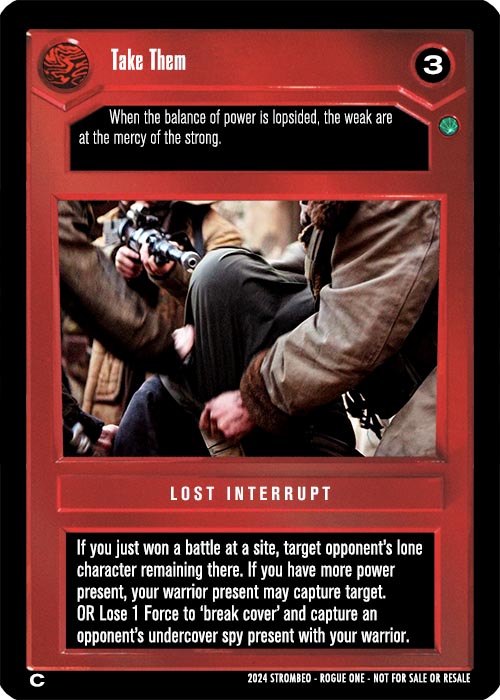 Take Them
3
When the balance of power is lopsided, the weak are
at the mercy of the strong.
LOST INTERRUPT
If you just won a battle at a site, target opponent's lone
character remaining there. If you have more power
present, your warrior present may capture target.
OR Lose 1 Force to 'break cover' and capture an
opponent's undercover spy present with your warrior.
C
2024 STROMBEO - ROGUE ONE - NOT FOR SALE OR RESALE